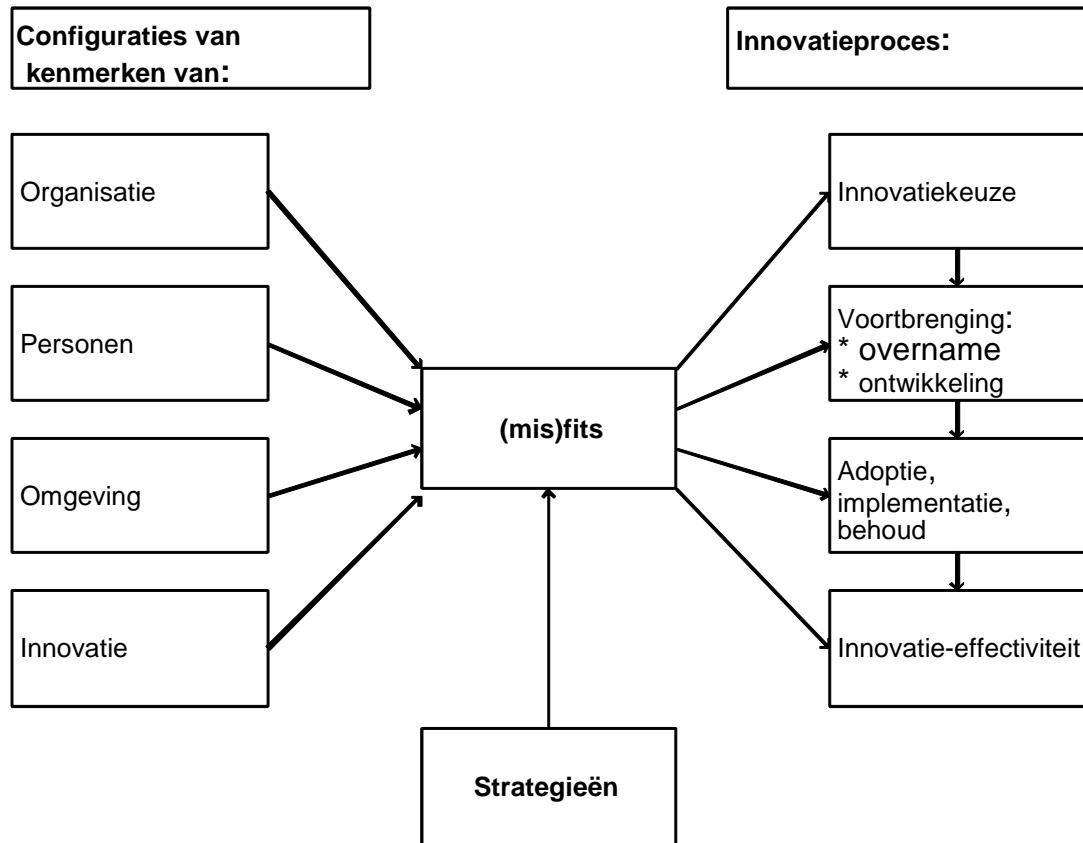 Configuraties van
kenmerken van:
Innovatieproces:
Organisatie
Personen
Omgeving
Innovatie
(mis)fits
Strategieën
Innovatiekeuze
Voortbrenging:
* overname
* ontwikkeling
Adoptie,
implementatie,
behoud
Innovatie-effectiviteit